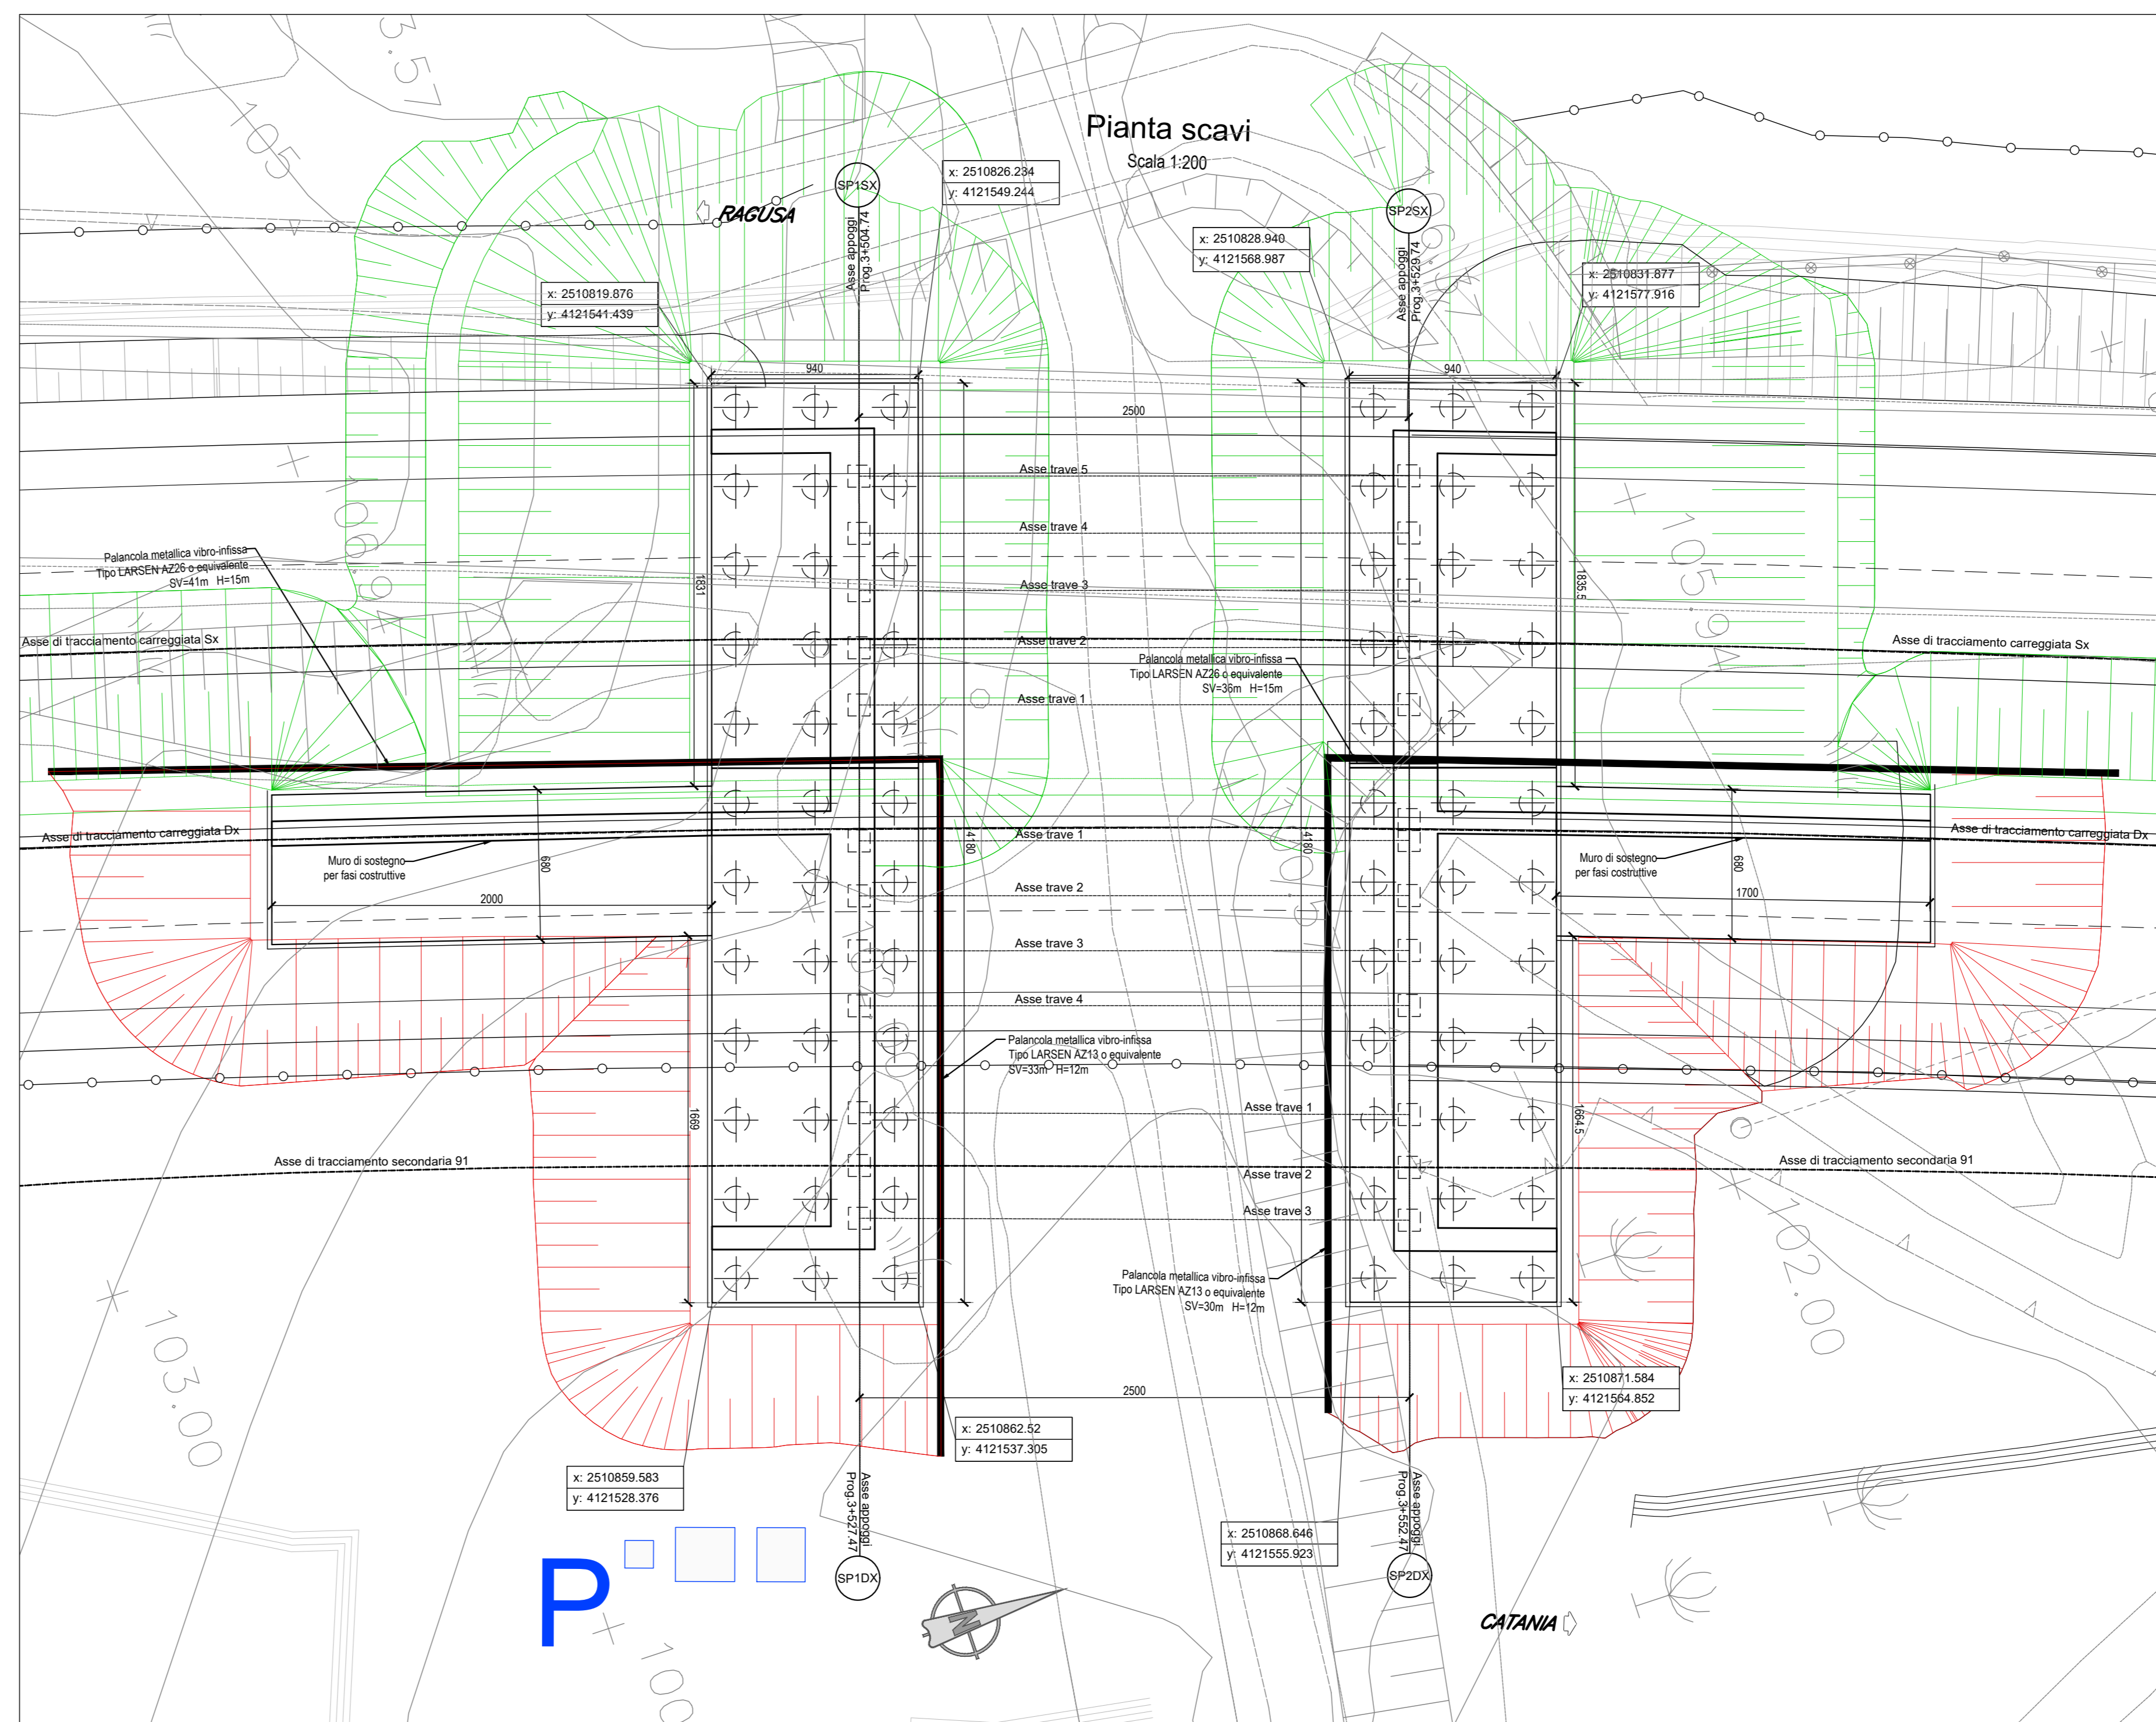 Pianta scavi
Scala 1:200
RAGUSA
SP1SX
Asse appoggi
Prog.3+504.74
x: 2510826.234
y: 4121549.244
SP2SX
Asse appoggi
Prog.3+529.74
x: 2510828.940
y: 4121568.987
x: 2510831.877
y: 4121577.916
x: 2510819.876
y: 4121541.439
105
940
940
2500
Asse trave 5
Asse trave 4
Asse trave 3
Asse trave 2
Asse trave 1
1831
1835.5
Palancola metallica vibro-infissa
Tipo LARSEN AZ26 o equivalente
SV=41m H=15m
Palancola metallica vibro-infissa
Tipo LARSEN AZ26 o equivalente
SV=36m H=15m
Asse di tracciamento carreggiata Sx
Asse di tracciamento carreggiata Sx
Asse di tracciamento carreggiata Dx
Asse di tracciamento carreggiata Dx
Muro di sostegno
per fasi costruttive
Muro di sostegno
per fasi costruttive
680
680
2000
1700
4180
4180
Asse trave 1
Asse trave 2
Asse trave 3
Asse trave 4
Palancola metallica vibro-infissa
Tipo LARSEN AZ13 o equivalente
SV=33m H=12m
1669
1664.5
Asse trave 1
Asse trave 2
Asse trave 3
Asse di tracciamento secondaria 91
Asse di tracciamento secondaria 91
Palancola metallica vibro-infissa
Tipo LARSEN AZ13 o equivalente
SV=30m H=12m
102.00
103.00
2500
x: 2510871.584
y: 4121564.852
x: 2510862.52
y: 4121537.305
x: 2510859.583
y: 4121528.376
x: 2510868.646
y: 4121555.923
Asse appoggi
Prog.3+527.47
SP1DX
Asse appoggi
Prog.3+552.47
SP2DX
P
N
CATANIA